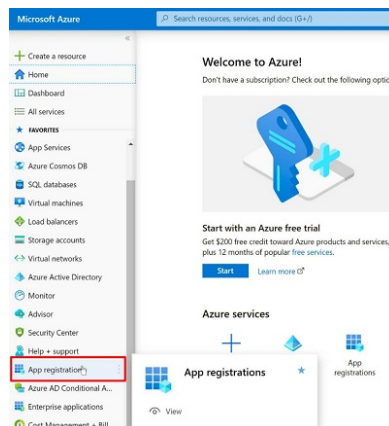 Microsoft Azure
Search resources, services, and docs (G+/)
«
Create a resource
Home
Dashboard
All services
FAVORITES
App Services
Azure Cosmos DB
SQL databases
Virtual machines
Load balancers
Storage accounts
Virtual networks
Azure Active Directory
Monitor
Advisor
Security Center
Help + support
App registration
Azure AD Conditional A...
Enterprise applications
Cost Management + Bill
Welcome to Azure!
Don't have a subscription? Check out the following optio
Start with an Azure free trial
Get $200 free credit toward Azure products and services,
plus 12 months of popular free services.
Start
Learn more
Azure services
App
registrations
App registrations
View